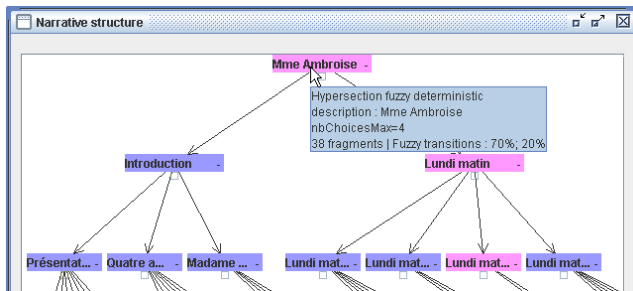 Narrative structure
Mme Ambroise -
Hypersection fuzzy deterministic
description : Mme Ambroise
nbChoicesMax=4
38 fragments | Fuzzy transitions : 70%; 20%
Introduction - Lundi matin -
Présentat... - Quatre a... - Madame ... - Lundi mat... - Lundi mat... - Lundi mat... - Lundi mat... -